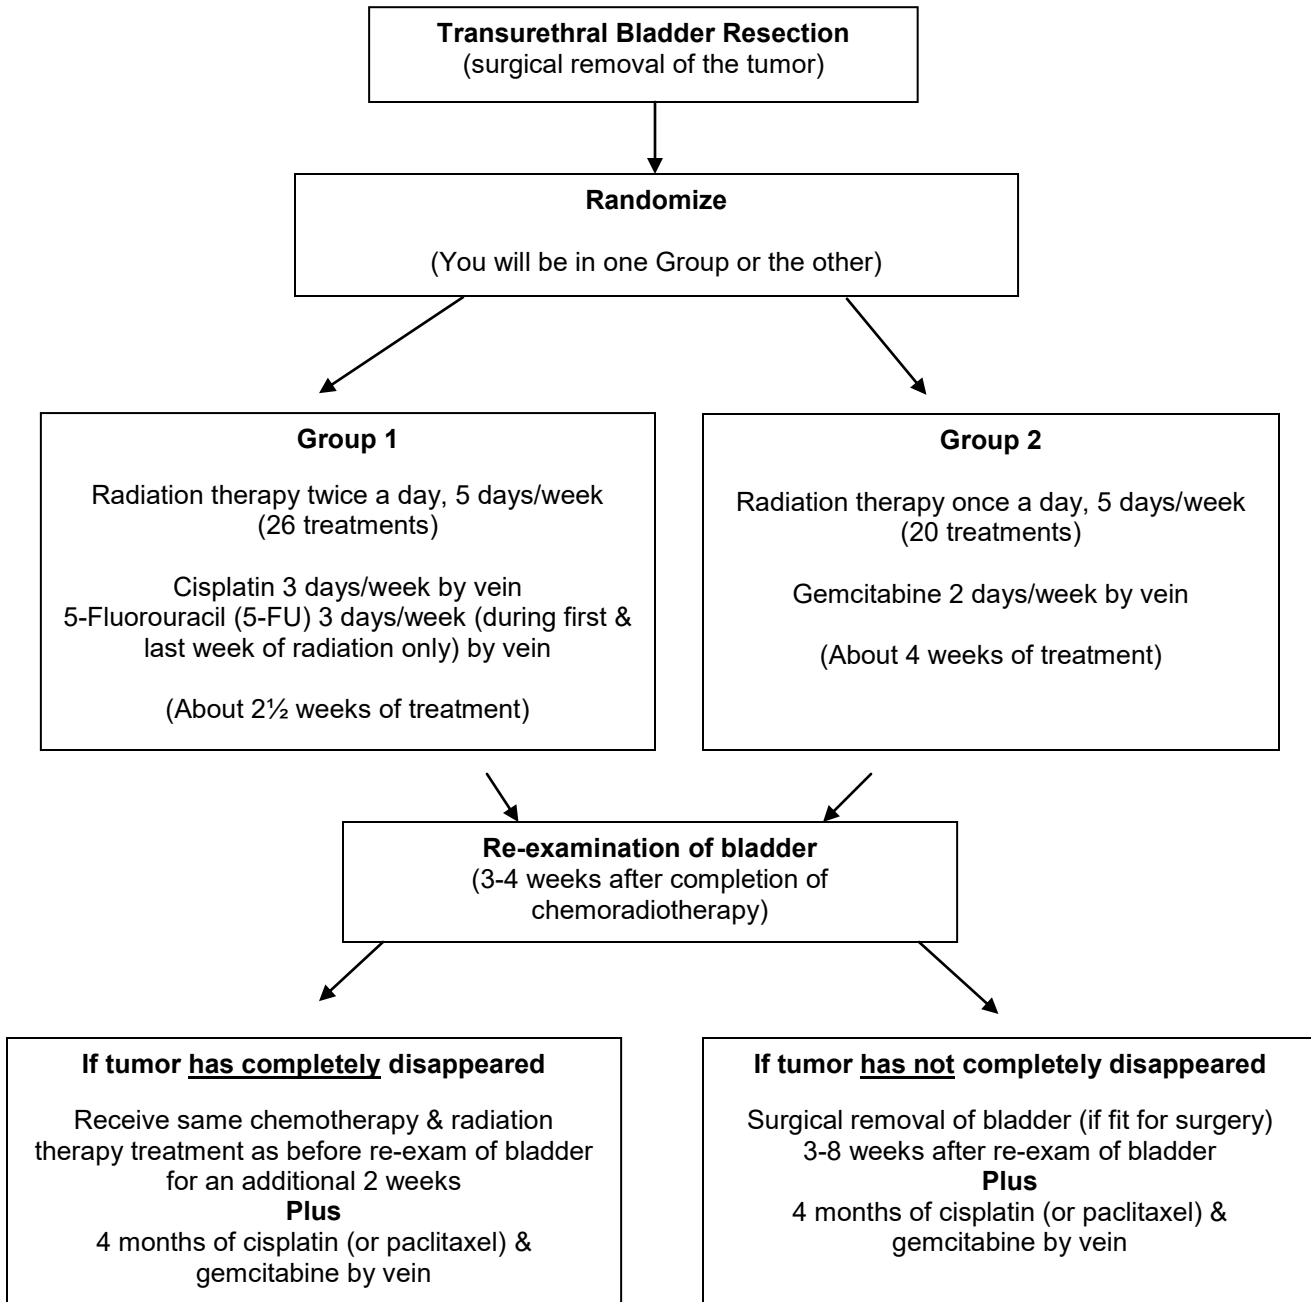 Transurethral Bladder Resection
(surgical removal of the tumor)
Randomize
(You will be in one Group or the other)
Group 1
Radiation therapy twice a day, 5 days/week
(26 treatments)
Cisplatin 3 days/week by vein
5-Fluorouracil (5-FU) 3 days/week (during first &
last week of radiation only) by vein
(About 2½ weeks of treatment)
Group 2
Radiation therapy once a day, 5 days/week
(20 treatments)
Gemcitabine 2 days/week by vein
(About 4 weeks of treatment)
Re-examination of bladder
(3-4 weeks after completion of
chemoradiotherapy)
If tumor has completely disappeared
Receive same chemotherapy & radiation
therapy treatment as before re-exam of bladder
for an additional 2 weeks
Plus
4 months of cisplatin (or paclitaxel) &
gemcitabine by vein
If tumor has not completely disappeared
Surgical removal of bladder (if fit for surgery)
3-8 weeks after re-exam of bladder
Plus
4 months of cisplatin (or paclitaxel) &
gemcitabine by vein